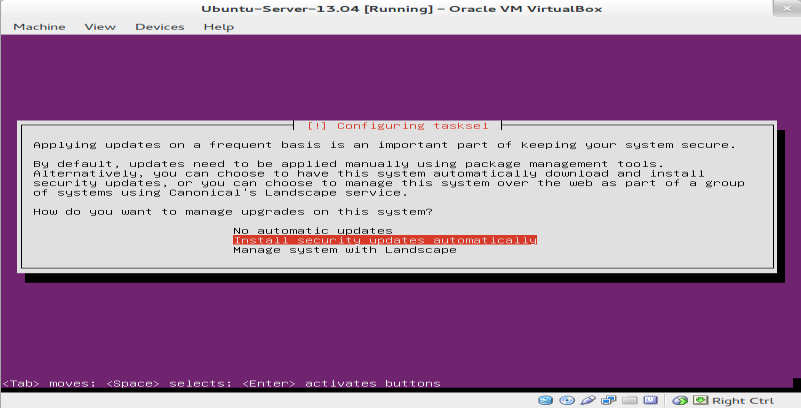 Ubuntu-Server-13.04 [Running] - Oracle VM VirtualBox
Machine View Devices Help
[!] Configuring tasksel
Applying updates on a frequent basis is an important part of keeping your system secure.
By default, updates need to be applied manually using package management tools.
Alternatively, you can choose to have this system automatically download and install
security updates, or you can choose to manage this system over the web as part of a group
of systems using Canonical's Landscape service.
How do you want to manage upgrades on this system?
No automatic updates
Install security updates automatically
Manage system with Landscape
<Tab> moves; <Space> selects; <Enter> activates buttons
Right Ctrl